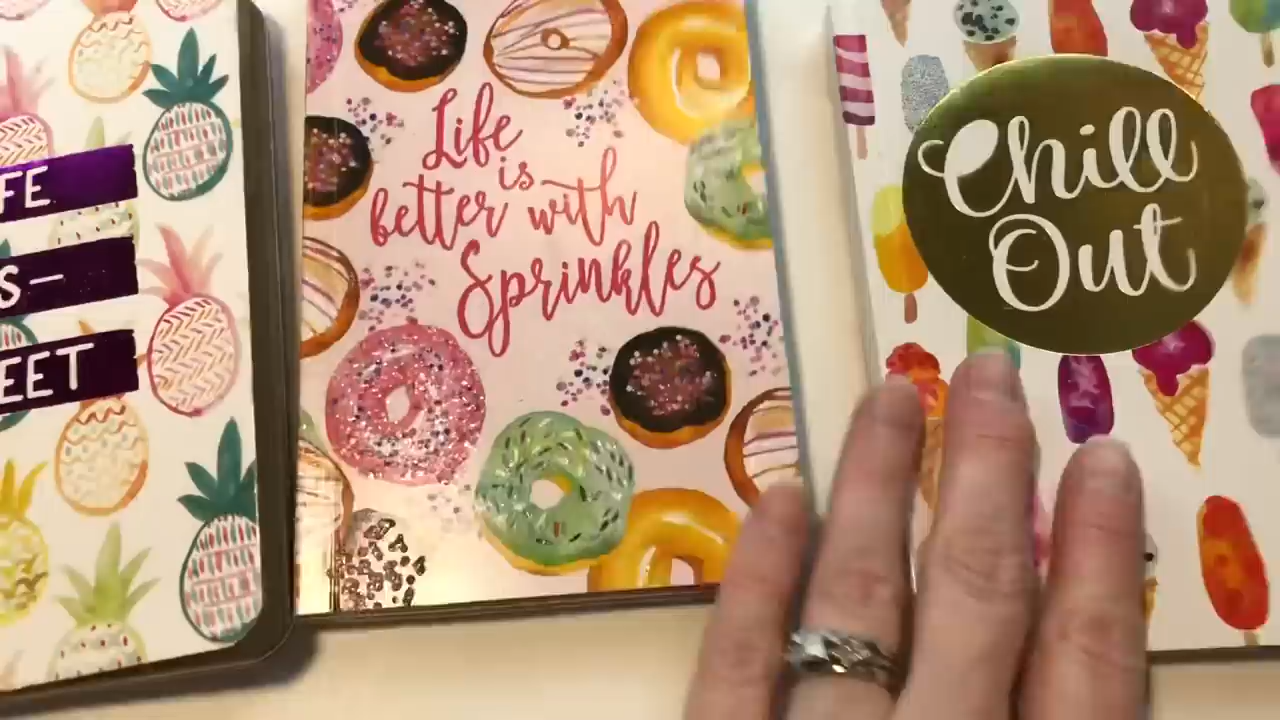 FE
S-
EET
Life
is
better with
Sprinkles
Chill
Out